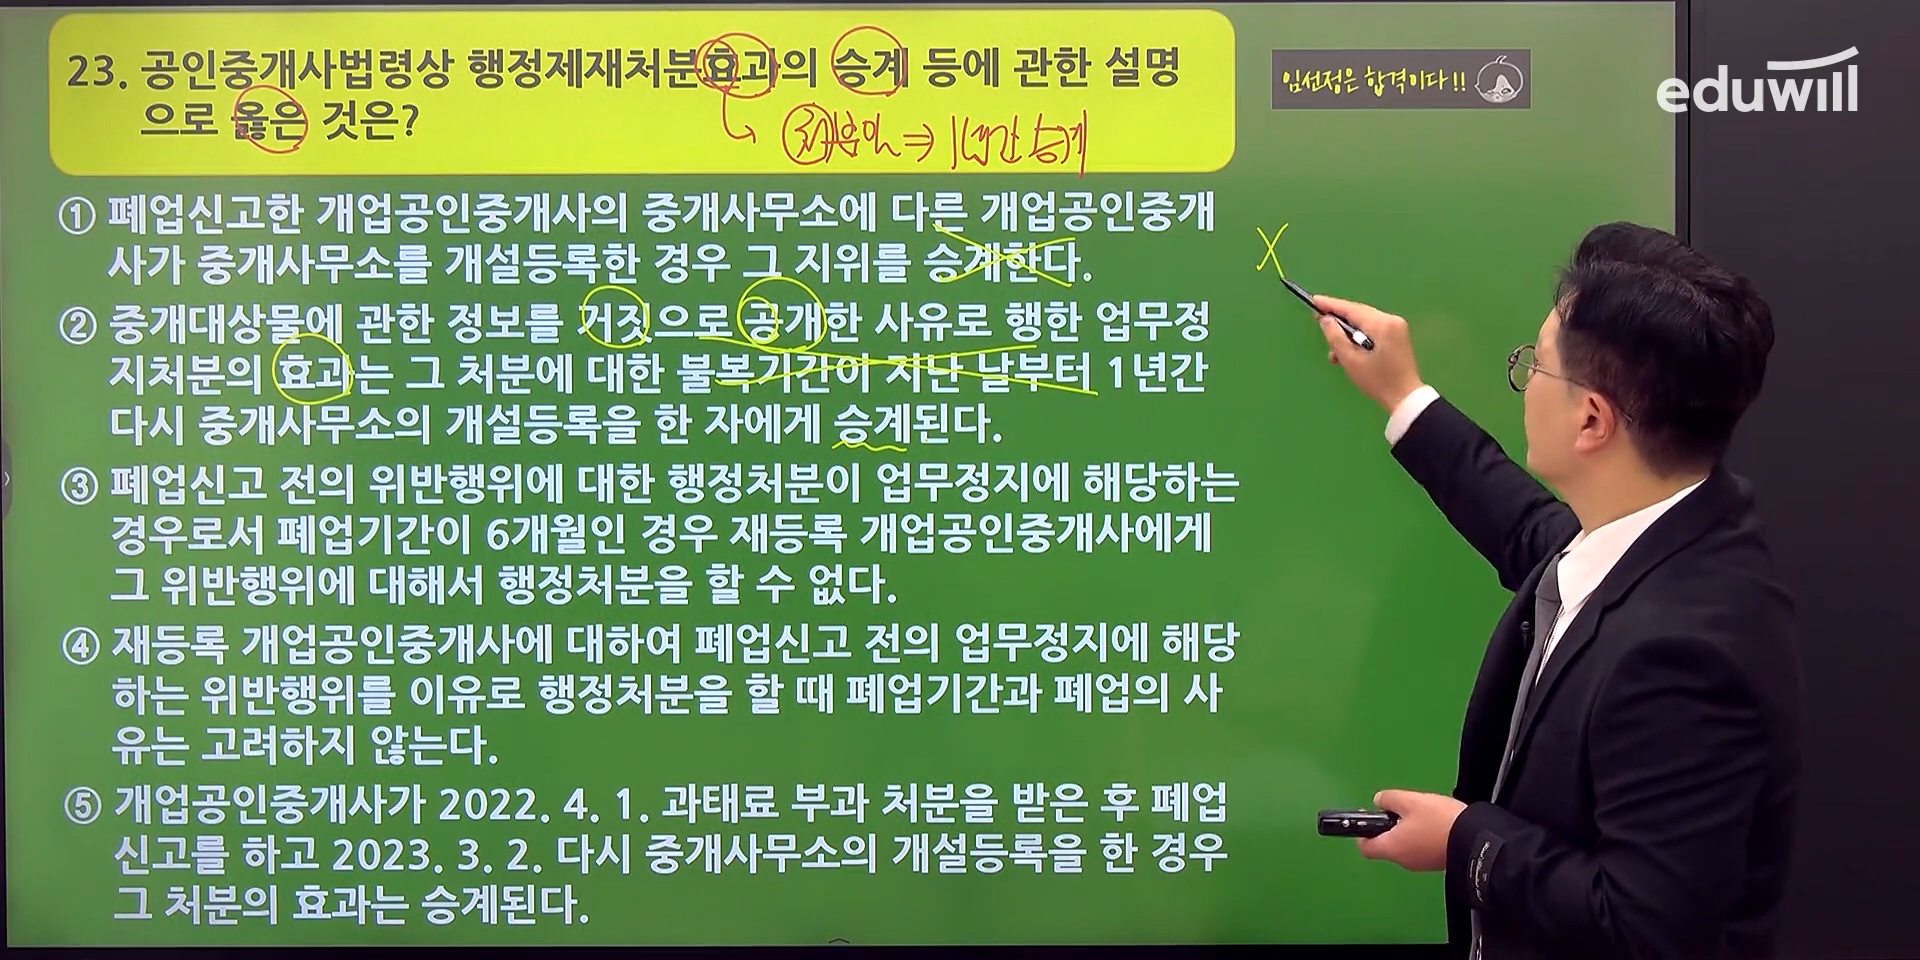 23. 공인중개사법령상 행정제재처분효과의 승계 등에 관한 설명
으로 옳은 것은?
처분일 ⇒ 1년간 승계
임선정은 합격이다!!
eduwill
① 폐업신고한 개업공인중개사의 중개사무소에 다른 개업공인중개
사가 중개사무소를 개설등록한 경우 그 지위를 승계한다.
X
② 중개대상물에 관한 정보를 거짓으로 공개한 사유로 행한 업무정
지처분의 효과는 그 처분에 대한 불복기간이 지난 날부터 1년간
다시 중개사무소의 개설등록을 한 자에게 승계된다.
③ 폐업신고 전의 위반행위에 대한 행정처분이 업무정지에 해당하는
경우로서 폐업기간이 6개월인 경우 재등록 개업공인중개사에게
그 위반행위에 대해서 행정처분을 할 수 없다.
④ 재등록 개업공인중개사에 대하여 폐업신고 전의 업무정지에 해당
하는 위반행위를 이유로 행정처분을 할 때 폐업기간과 폐업의 사
유는 고려하지 않는다.
⑤ 개업공인중개사가 2022. 4. 1. 과태료 부과 처분을 받은 후 폐업
신고를 하고 2023. 3. 2. 다시 중개사무소의 개설등록을 한 경우
그 처분의 효과는 승계된다.